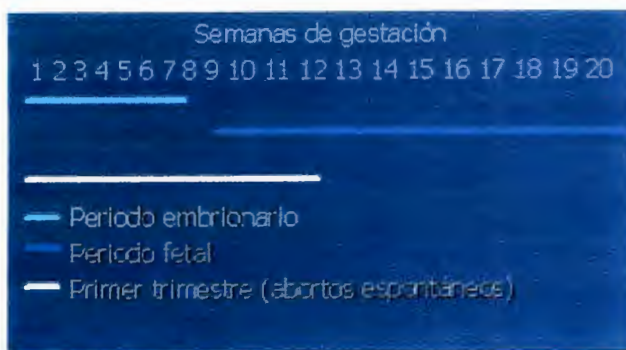 Semanas de gestación
1 2 3 4 5 6 7 8 9 10 11 12 13 14 15 16 17 18 19 20
Periodo embrionario
Periodo fetal
Primer trimestre (abortos espontáneos)